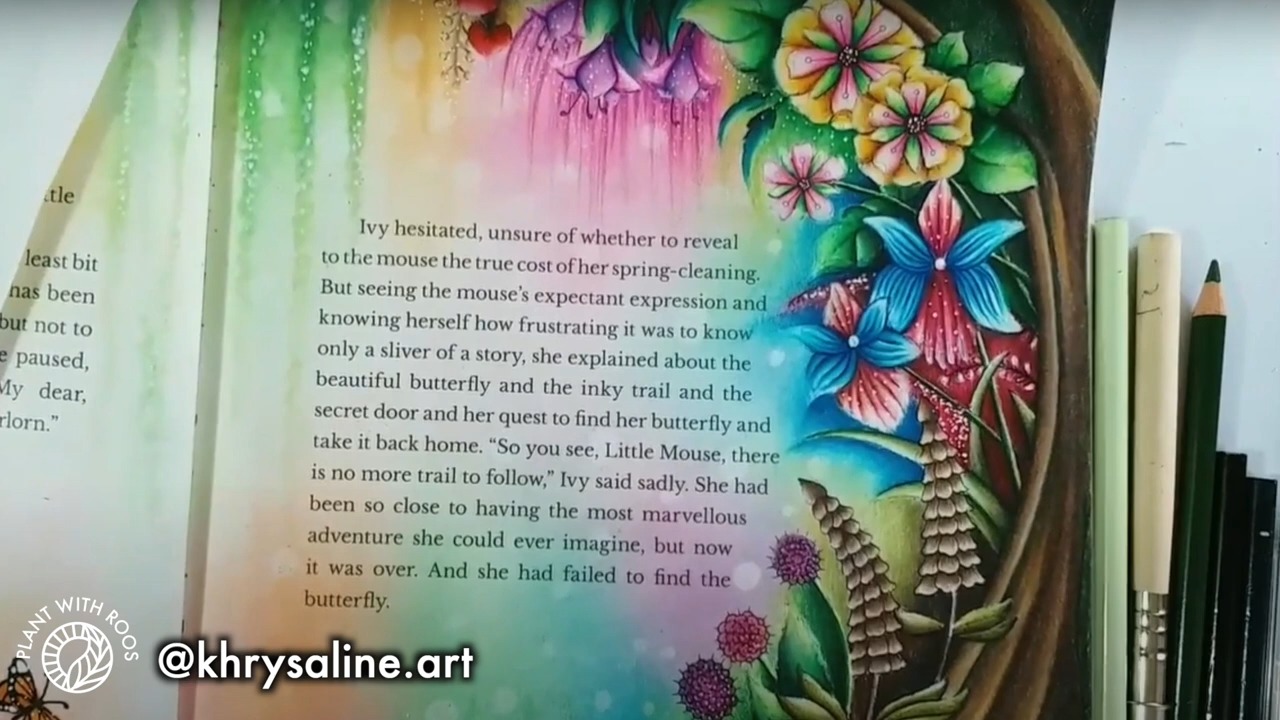 tle
least bit
has been
but not to
e paused,
My dear,
rlorn.”
Ivy hesitated, unsure of whether to reveal
to the mouse the true cost of her spring-cleaning.
But seeing the mouse’s expectant expression and
knowing herself how frustrating it was to know
only a sliver of a story, she explained about the
beautiful butterfly and the inky trail and the
secret door and her quest to find her butterfly and
take it back home. “So you see, Little Mouse, there
is no more trail to follow,” Ivy said sadly. She had
been so close to having the most marvellous
adventure she could ever imagine, but now
it was over. And she had failed to find the
butterfly.
PLANT WITH ROOS
@khrysaline.art